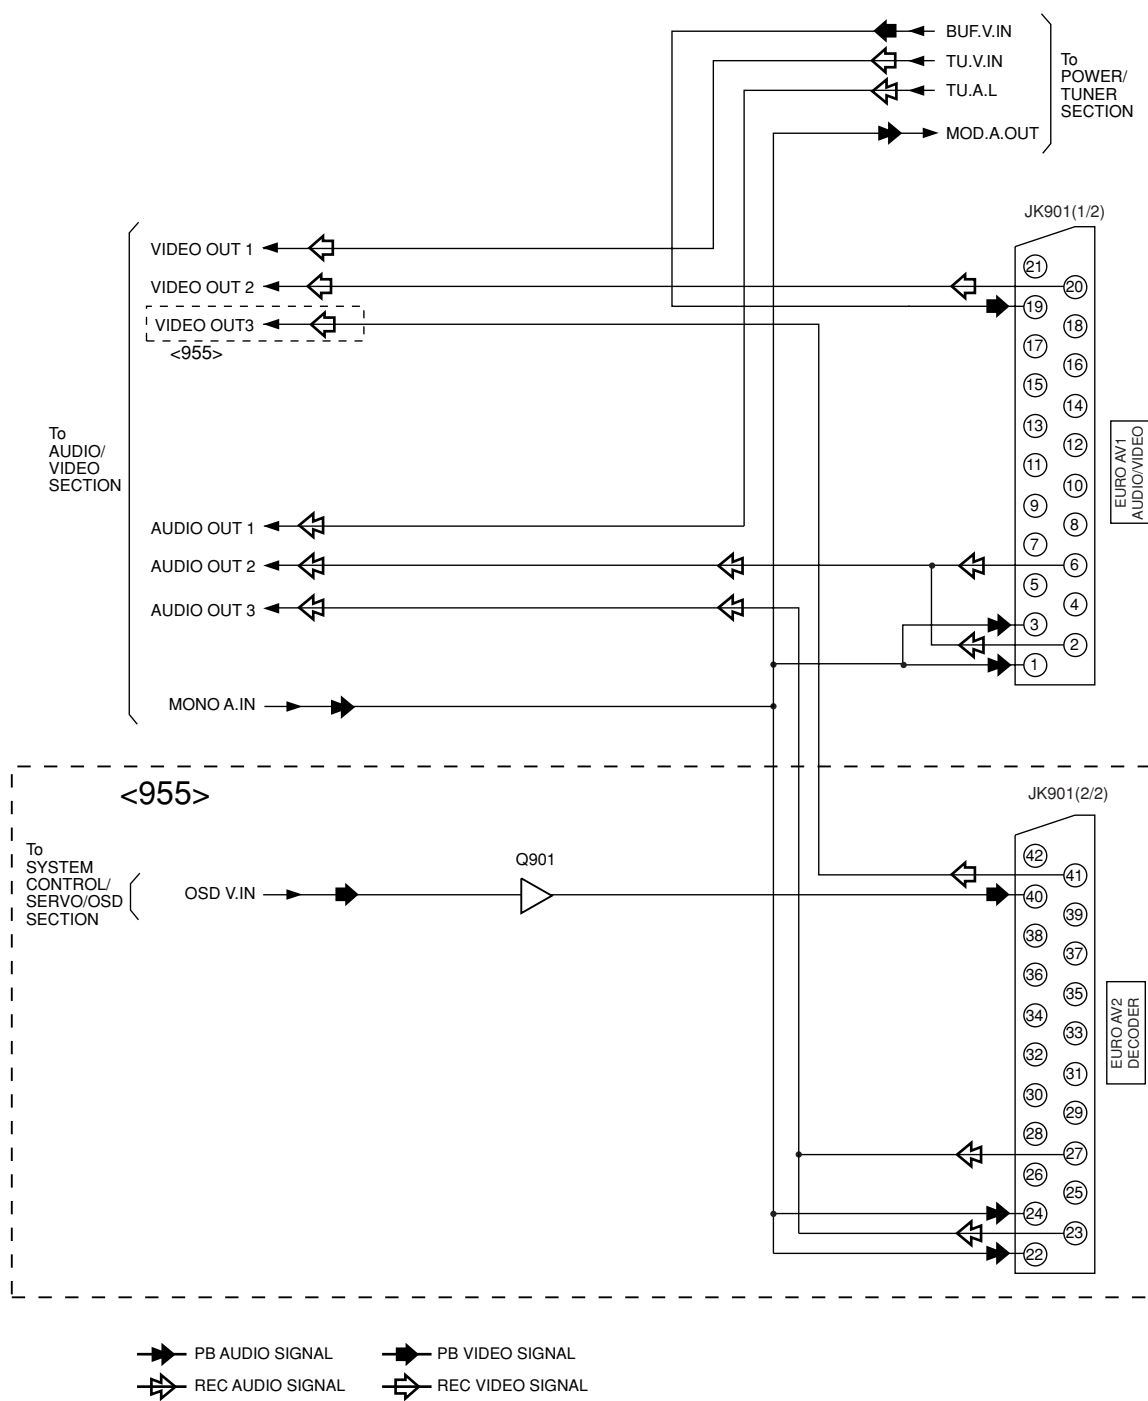 BUF.V.IN
TU.V.IN
TU.A.L
MOD.A.OUT
To
POWER/
TUNER
SECTION
JK901(1/2)
VIDEO OUT 1
VIDEO OUT 2
VIDEO OUT3
<955>
To
AUDIO/
VIDEO
SECTION
AUDIO OUT 1
AUDIO OUT 2
AUDIO OUT 3
MONO A.IN
21
20
19
18
17
16
15
14
13
12
11
10
9
8
7
6
5
4
3
2
1
EURO AV1
AUDIO/VIDEO
<955>
JK901(2/2)
To
SYSTEM
CONTROL/
SERVO/OSD
SECTION
OSD V.IN
Q901
42
41
40
39
38
37
36
35
34
33
32
31
30
29
28
27
26
25
24
23
22
EURO AV2
DECODER
PB AUDIO SIGNAL
PB VIDEO SIGNAL
REC AUDIO SIGNAL
REC VIDEO SIGNAL